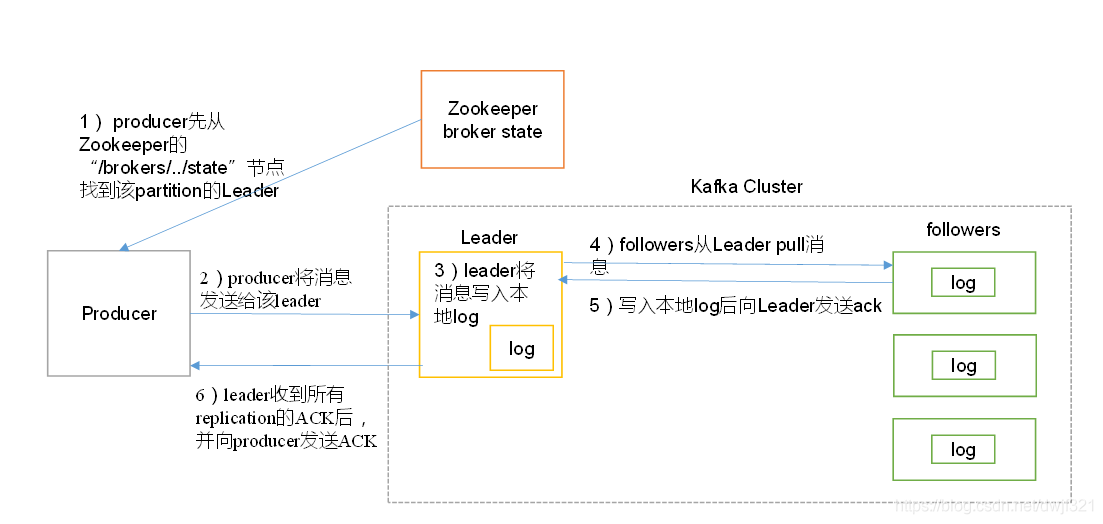 Zookeeper
broker state
1）producer先从
Zookeeper的
“/brokers/../state”节点
找到该partition的Leader
Kafka Cluster
Leader
followers
Producer
2）producer将消息
发送给该leader
3）leader将
消息写入本
地log
log
4）followers从Leader pull消
息
5）写入本地log后向Leader发送ack
log
log
log
6）leader收到所有
replication的ACK后，
并向producer发送ACK
https://blog.csdn.net/dwjf321